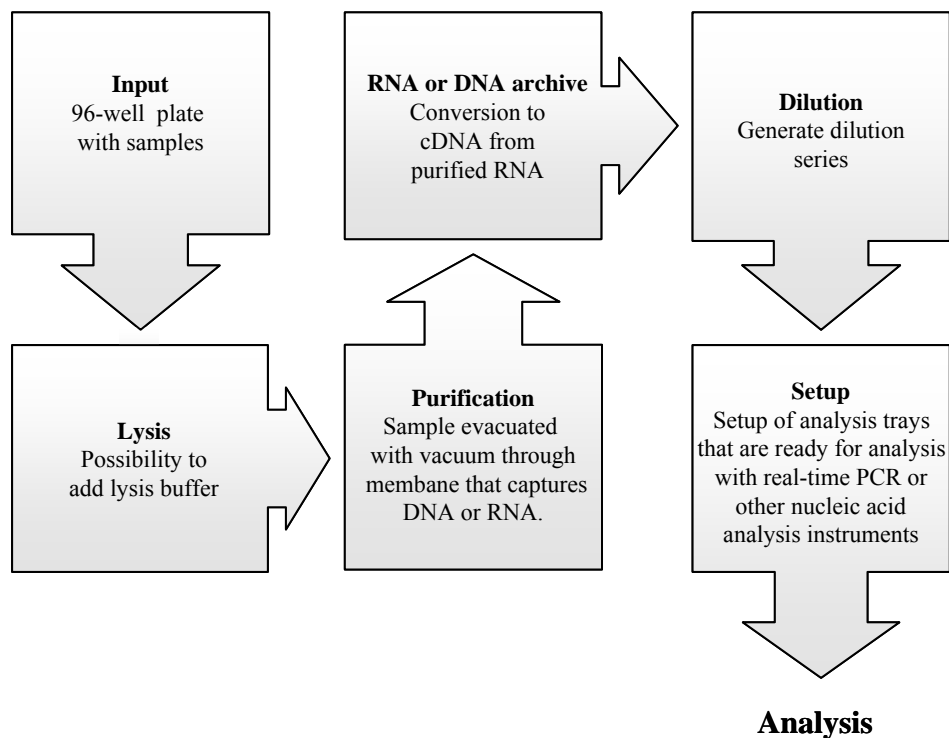 Input
96-well plate
with samples
Lysis
Possibility to
add lysis buffer
Purification
Sample evacuated
with vacuum through
membane that captures
DNA or RNA.
RNA or DNA archive
Conversion to
cDNA from
purified RNA
Dilution
Generate dilution
series
Setup
Setup of analysis trays
that are ready for analysis
with real-time PCR or
other nucleic acid
analysis instruments
Analysis